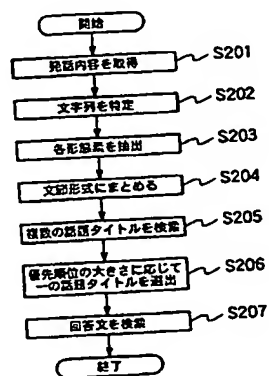 開始
発話内容を取得
S201
文字列を特定
S202
各形態素を抽出
S203
文節形式にまとめる
S204
複数の話題タイトルを検索
S205
優先順位の大きさに応じて
一の話題タイトルを選出
S206
回答文を検索
S207
終了